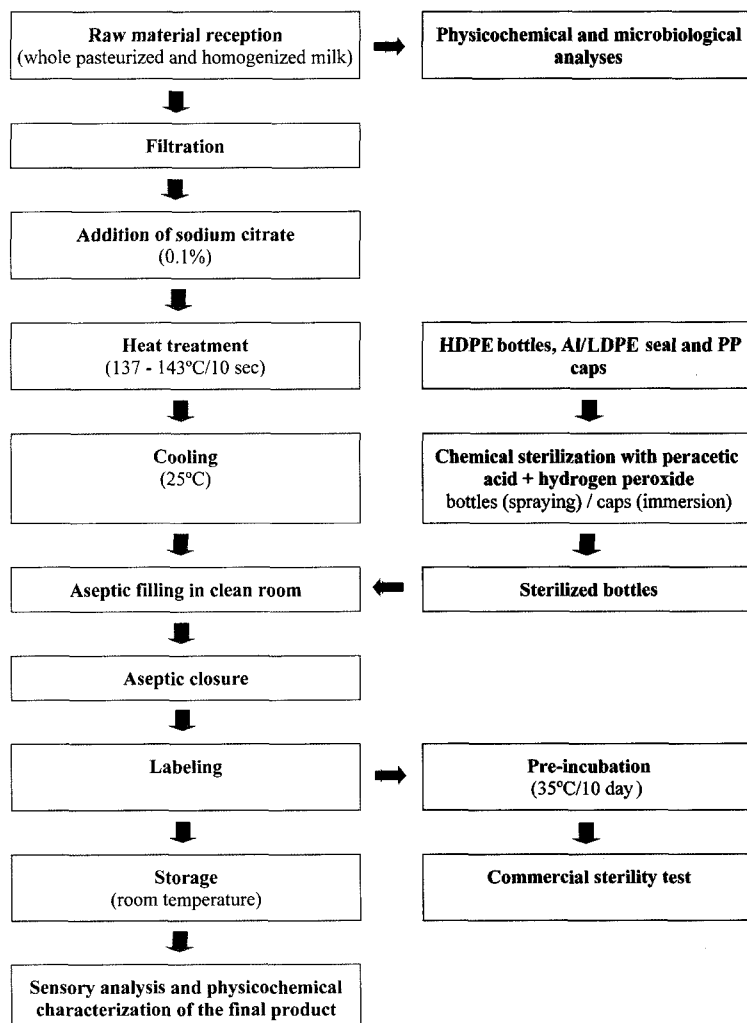 Raw material reception
(whole pasteurized and homogenized milk)
Physicochemical and microbiological
analyses
Filtration
Addition of sodium citrate
(0.1%)
Heat treatment
(137 - 143ºC/10 sec)
HDPE bottles, Al/LDPE seal and PP
caps
Cooling
(25ºC)
Chemical sterilization with peracetic
acid + hydrogen peroxide
bottles (spraying) / caps (immersion)
Aseptic filling in clean room
Sterilized bottles
Aseptic closure
Labeling
Pre-incubation
(35ºC/10 day )
Storage
(room temperature)
Commercial sterility test
Sensory analysis and physicochemical
characterization of the final product